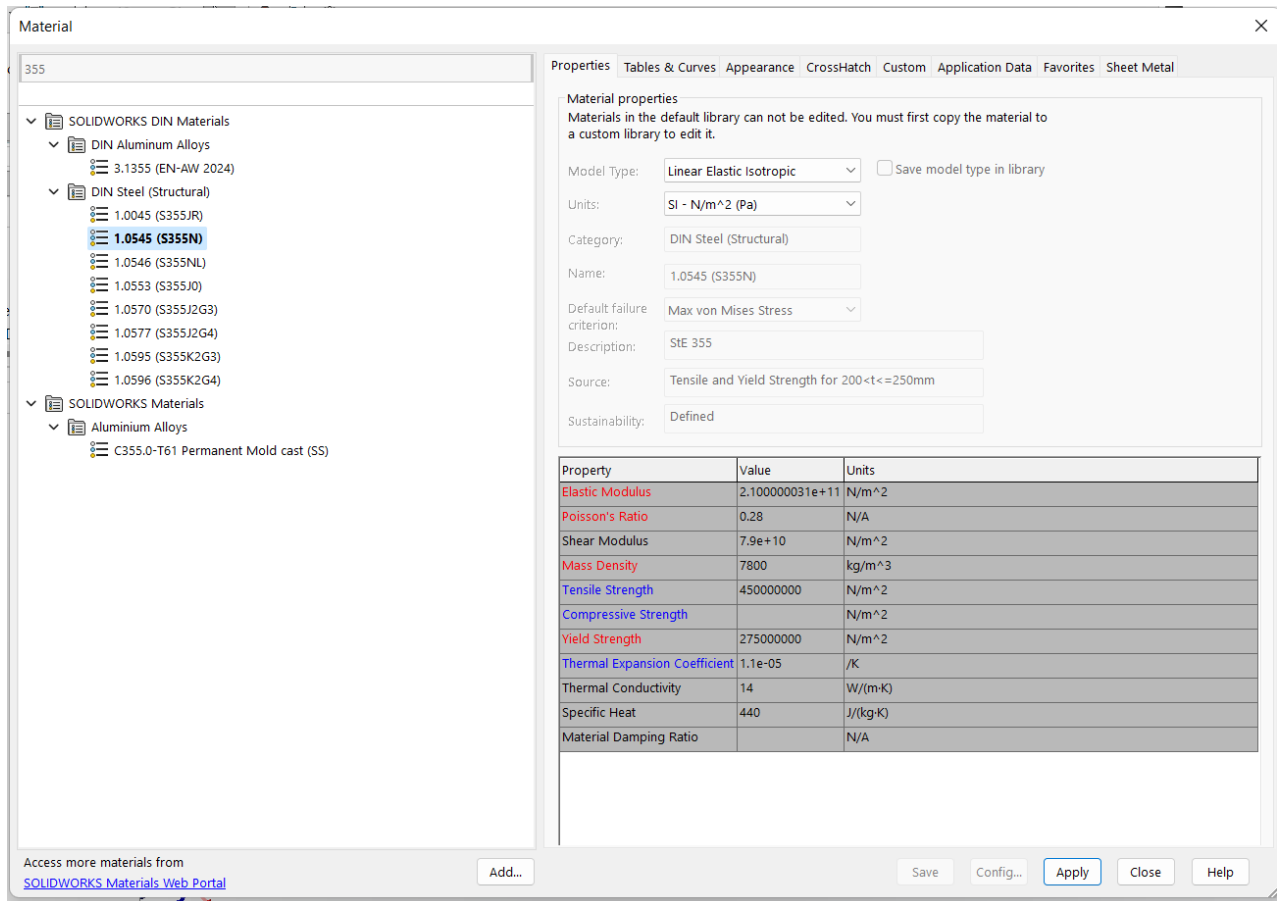 Material
355
SOLIDWORKS DIN Materials
DIN Aluminum Alloys
3.1355 (EN-AW 2024)
DIN Steel (Structural)
1.0045 (S355JR)
1.0545 (S355N)
1.0546 (S355NL)
1.0553 (S355J0)
1.0570 (S355J2G3)
1.0577 (S355J2G4)
1.0595 (S355K2G3)
1.0596 (S355K2G4)
SOLIDWORKS Materials
Aluminium Alloys
C355.0-T61 Permanent Mold cast (SS)
Access more materials from
SOLIDWORKS Materials Web Portal
Add...
Properties Tables & Curves Appearance CrossHatch Custom Application Data Favorites Sheet Metal
Material properties
Materials in the default library can not be edited. You must first copy the material to
a custom library to edit it.
Model Type: Linear Elastic Isotropic Save model type in library
Units: SI - N/m^2 (Pa)
Category: DIN Steel (Structural)
Name: 1.0545 (S355N)
Default failure
criterion: Max von Mises Stress
Description: StE 355
Source: Tensile and Yield Strength for 200<t<=250mm
Sustainability: Defined
Property Value Units
Elastic Modulus 2.100000031e+11 N/m^2
Poisson's Ratio 0.28 N/A
Shear Modulus 7.9e+10 N/m^2
Mass Density 7800 kg/m^3
Tensile Strength 450000000 N/m^2
Compressive Strength N/m^2
Yield Strength 275000000 N/m^2
Thermal Expansion Coefficient 1.1e-05 /K
Thermal Conductivity 14 W/(m·K)
Specific Heat 440 J/(kg·K)
Material Damping Ratio N/A
Save Config... Apply Close Help